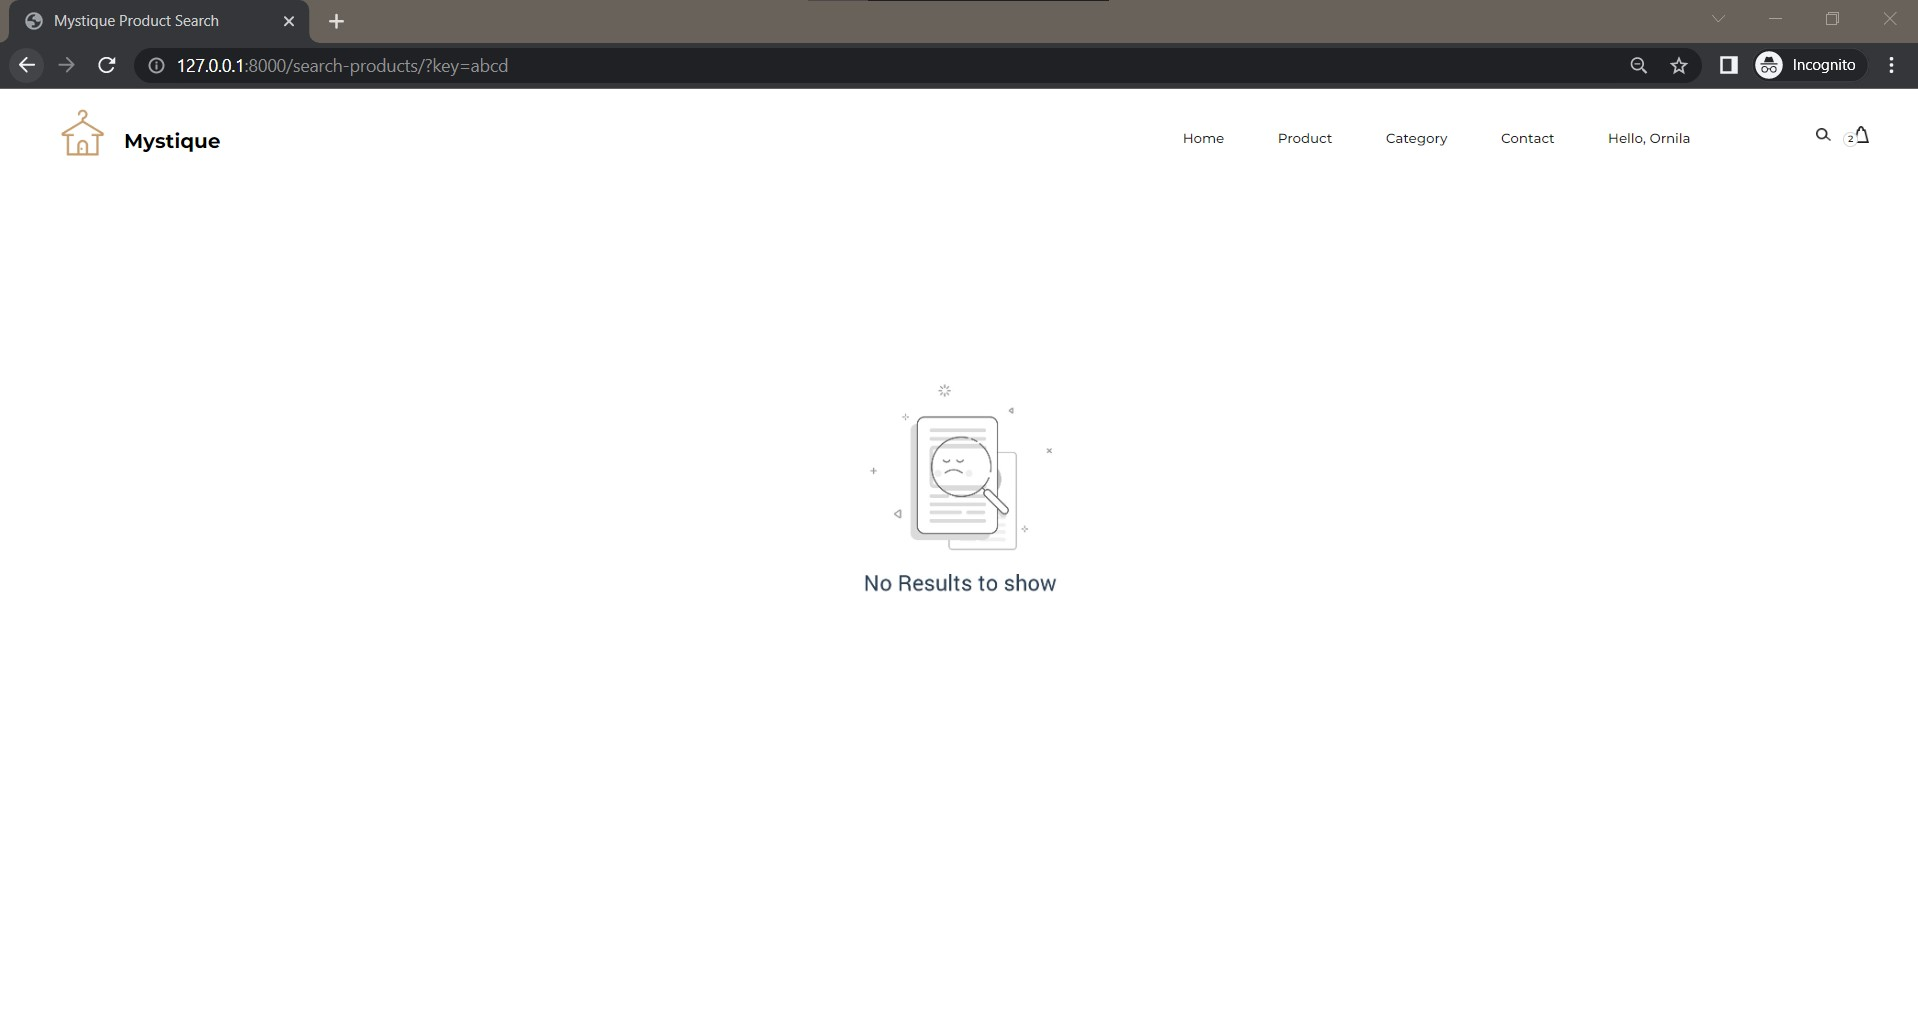 Mystique Product Search
127.0.0.1:8000/search-products/?key=abcd
Incognito
Mystique
Home
Product
Category
Contact
Hello, Ornila
2
No Results to show